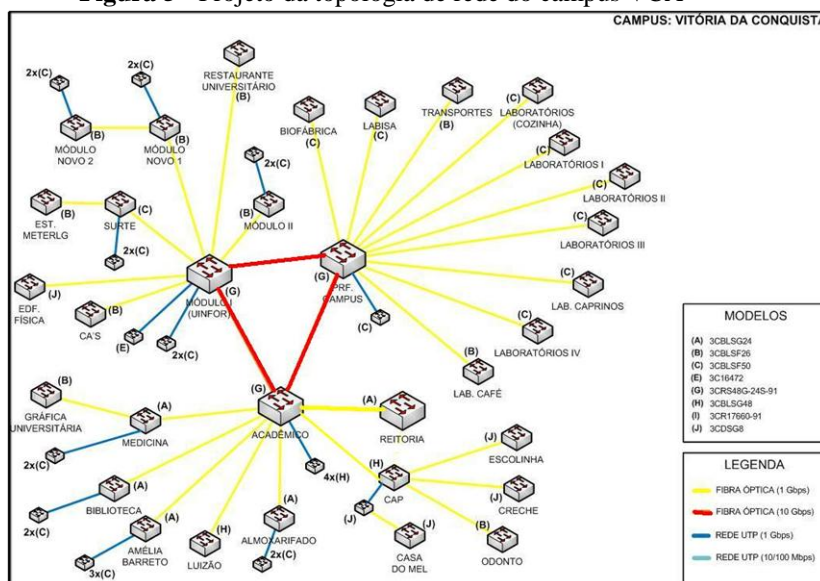 Figura 3 - Projeto da topologia de rede do campus VCA
CAMPUS: VITÓRIA DA CONQUISTA
2x(C)
2x(C)
RESTAURANTE
UNIVERSITÁRIO
(B)
BIOFÁBRICA
(C)
LABISA
(C)
TRANSPORTES
(B)
(C)
LABORATÓRIOS
(COZINHA)
(B)
MÓDULO
NOVO 2
(B)
MÓDULO
NOVO 1
2x(C)
(C)
LABORATÓRIOS I
(C)
LABORATÓRIOS II
(B)
EST.
METERLG
(C)
SURTE
2x(C)
(B)
MÓDULO II
(C)
LABORATÓRIOS III
(J)
EDF.
FÍSICA
(B)
CA'S
(G)
MÓDULO I
(UINFOR)
(E)
2x(C)
(G)
PRF.
CAMPUS
(C)
(C)
LAB. CAPRINOS
(C)
LABORATÓRIOS IV
(B)
LAB. CAFÉ
(B)
GRÁFICA
UNIVERSITÁRIA
(A)
MEDICINA
2x(C)
(G)
ACADÊMICO
(A)
REITORIA
4x(H)
(J)
ESCOLINHA
(H)
CAP
(J)
CRECHE
(A)
BIBLIOTECA
2x(C)
(A)
AMÉLIA
BARRETO
3x(C)
(H)
LUIZÃO
(A)
ALMOXARIFADO
2x(C)
(J)
(J)
CASA
DO MEL
(B)
ODONTO
MODELOS
(A) 3CBLSG24
(B) 3CBLSF26
(C) 3CBLSF50
(E) 3C16472
(G) 3CRS48G-24S-91
(H) 3CBLSG48
(I) 3CR17660-91
(J) 3CDSG8
LEGENDA
FIBRA ÓPTICA (1 Gbps)
FIBRA ÓPTICA (10 Gbps)
REDE UTP (1 Gbps)
REDE UTP (10/100 Mbps)